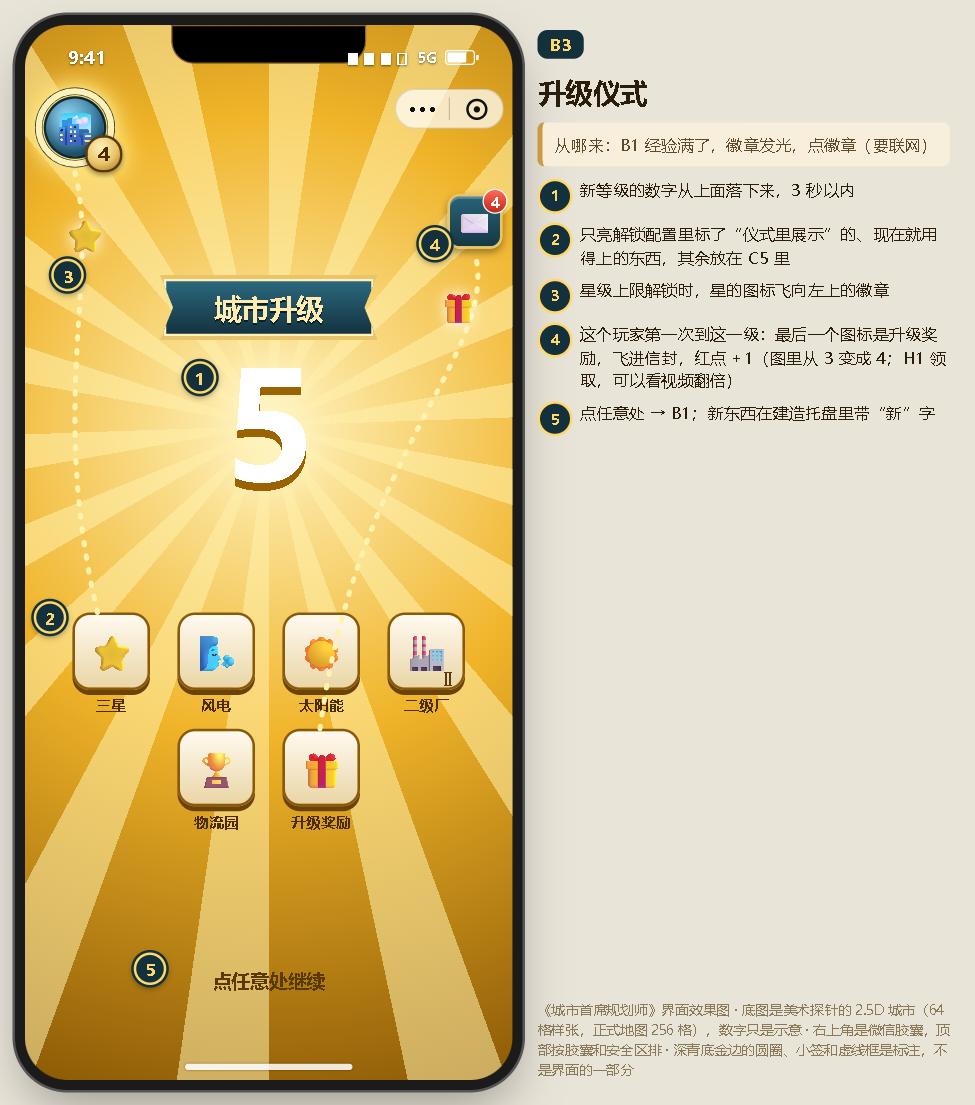 9:41
5G
4
4
4
3
城市升级
1
5
2
三星
风电
太阳能
II
二级厂
物流园
升级奖励
5
点任意处继续
B3
升级仪式
从哪来：B1 经验满了，徽章发光，点徽章（要联网）
1 新等级的数字从上面落下来，3 秒以内
2 只亮解锁配置里标了“仪式里展示”的、现在就用
得上的东西，其余放在 C5 里
3 星级上限解锁时，星的图标飞向左上的徽章
4 这个玩家第一次到这一级：最后一个图标是升级奖
励，飞进信封，红点 +1（图里从 3 变成 4；H1 领
取，可以看视频翻倍）
5 点任意处 → B1；新东西在建造托盘里带“新”字
《城市首席规划师》界面效果图 · 底图是美术探针的 2.5D 城市（64
格样张，正式地图 256 格），数字只是示意 · 右上角是微信胶囊，顶
部按胶囊和安全区排 · 深青底金边的圆圈、小签和虚线框是标注，不
是界面的一部分